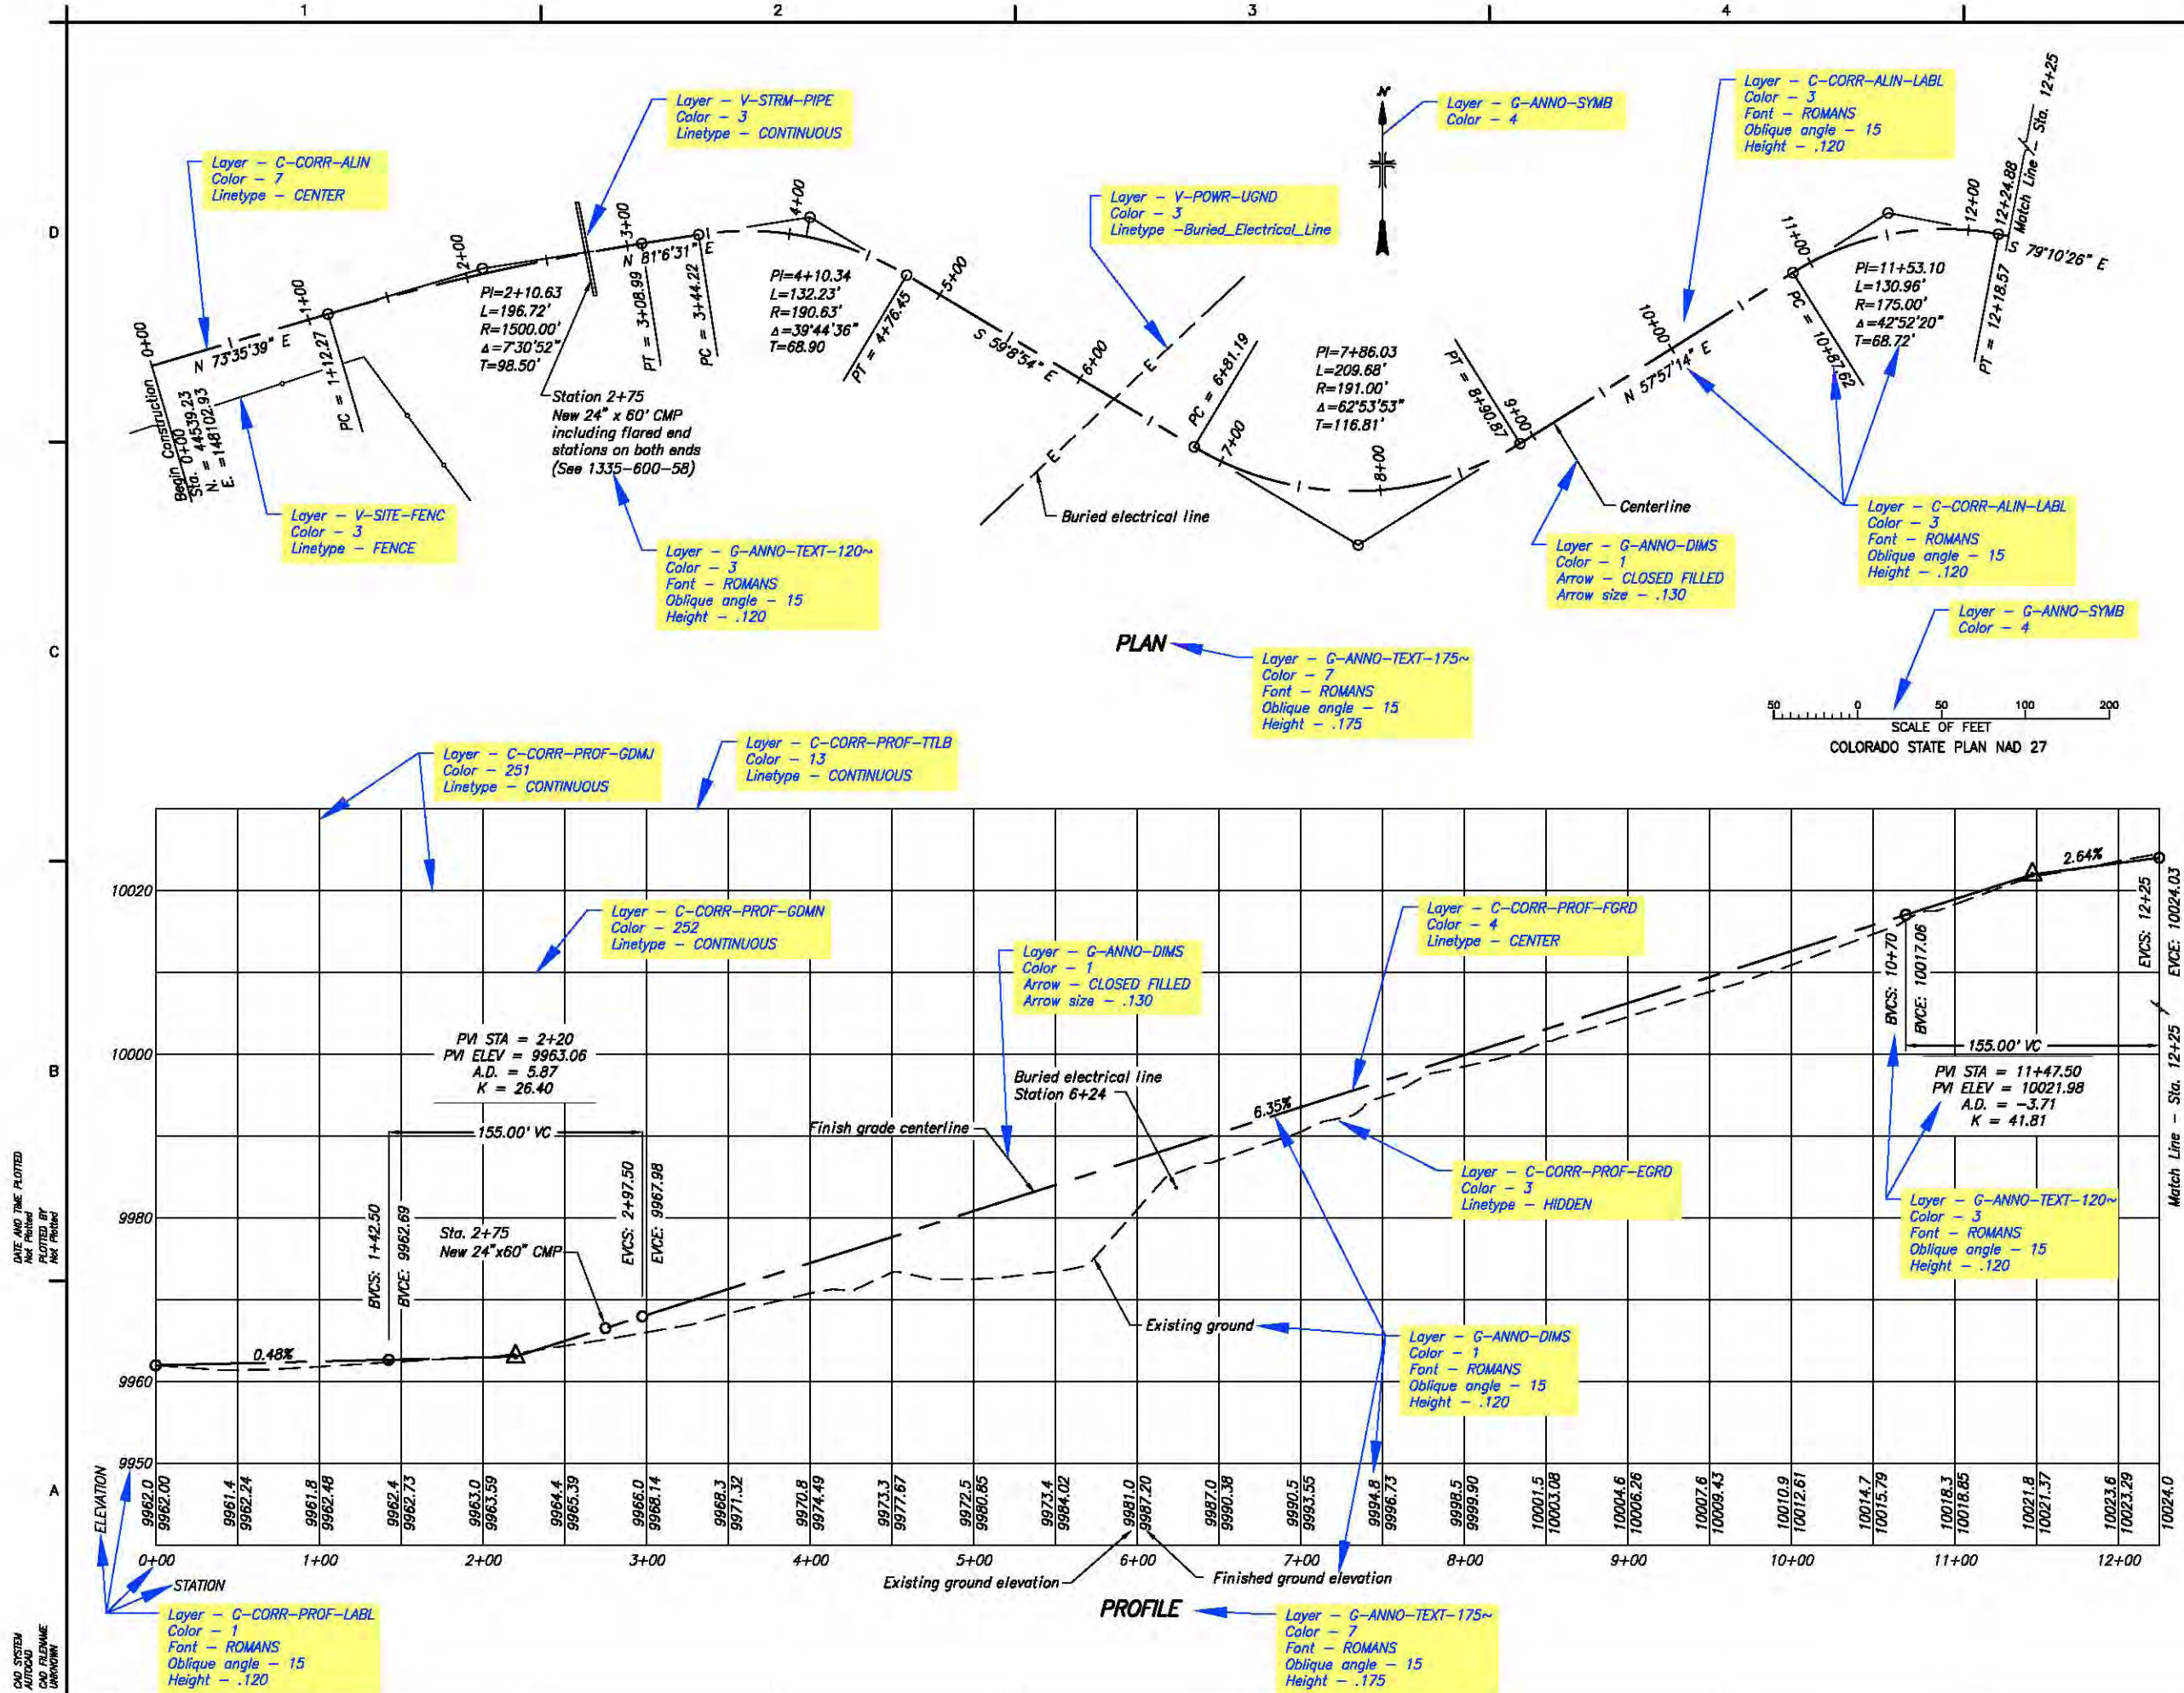 1
2
3
4
D
C
B
A
Layer - C-CORR-ALIN
Color - 7
Linetype - CENTER
Layer - V-STRM-PIPE
Color - 3
Linetype - CONTINUOUS
Layer - G-ANNO-SYMB
Color - 4
Layer - C-CORR-ALIN-LABL
Color - 3
Font - ROMANS
Oblique angle - 15
Height - .120
Layer - V-POWR-UGND
Color - 3
Linetype -Buried_Electrical_Line
N
0+00
1+00
2+00
3+00
4+00
5+00
6+00
7+00
8+00
9+00
10+00
11+00
12+00
12+24.88
Match Line - Sta. 12+25
N 73°35'39" E
N 81°6'31" E
S 59°8'54" E
N 57°57'14" E
S 79°10'26" E
Begin Construction
Sta. 0+00
N. = 44539.23
E. =148102.93
PC = 1+12.27
PI=2+10.63
L=196.72'
R=1500.00'
Δ=7°30'52"
T=98.50'
PT = 3+08.99
PC = 3+44.22
PI=4+10.34
L=132.23'
R=190.63'
Δ=39°44'36"
T=68.90
PT = 4+76.45
PC = 6+81.19
PI=7+86.03
L=209.68'
R=191.00'
Δ=62°53'53"
T=116.81'
PT = 8+90.87
PC = 10+87.62
PI=11+53.10
L=130.96'
R=175.00'
Δ=42°52'20"
T=68.72'
PT = 12+18.57
Station 2+75
New 24" x 60' CMP
including flared end
stations on both ends
(See 1335-600-58)
E
E
Buried electrical line
Centerline
Layer - V-SITE-FENC
Color - 3
Linetype - FENCE
Layer - G-ANNO-TEXT-120~
Color - 3
Font - ROMANS
Oblique angle - 15
Height - .120
Layer - G-ANNO-DIMS
Color - 1
Arrow - CLOSED FILLED
Arrow size - .130
Layer - C-CORR-ALIN-LABL
Color - 3
Font - ROMANS
Oblique angle - 15
Height - .120
Layer - G-ANNO-SYMB
Color - 4
PLAN
Layer - G-ANNO-TEXT-175~
Color - 7
Font - ROMANS
Oblique angle - 15
Height - .175
50 0 50 100 200
SCALE OF FEET
COLORADO STATE PLAN NAD 27
Layer - C-CORR-PROF-GDMJ
Color - 251
Linetype - CONTINUOUS
Layer - C-CORR-PROF-TTLB
Color - 13
Linetype - CONTINUOUS
Layer - C-CORR-PROF-GDMN
Color - 252
Linetype - CONTINUOUS
Layer - G-ANNO-DIMS
Color - 1
Arrow - CLOSED FILLED
Arrow size - .130
Layer - C-CORR-PROF-FGRD
Color - 4
Linetype - CENTER
10020
10000
9980
9960
9950
PVI STA = 2+20
PVI ELEV = 9963.06
A.D. = 5.87
K = 26.40
155.00' VC
BVCS: 1+42.50
BVCE: 9962.69
EVCS: 2+97.50
EVCE: 9967.98
Sta. 2+75
New 24"x60" CMP
0.48%
Finish grade centerline
Buried electrical line
Station 6+24
6.35%
Existing ground
2.64%
BVCS: 10+70
BVCE: 10017.06
EVCS: 12+25
EVCE: 10024.03
155.00' VC
PVI STA = 11+47.50
PVI ELEV = 10021.98
A.D. = -3.71
K = 41.81
Match Line - Sta. 12+25
Layer - C-CORR-PROF-EGRD
Color - 3
Linetype - HIDDEN
Layer - G-ANNO-TEXT-120~
Color - 3
Font - ROMANS
Oblique angle - 15
Height - .120
Layer - G-ANNO-DIMS
Color - 1
Font - ROMANS
Oblique angle - 15
Height - .120
ELEVATION
9962.0
9962.00
9961.4
9962.24
9961.8
9962.48
9962.4
9962.73
9963.0
9963.59
9964.4
9965.39
9966.0
9968.14
9968.3
9971.32
9970.8
9974.49
9973.3
9977.67
9972.5
9980.85
9973.4
9984.02
9981.0
9987.20
9987.0
9990.38
9990.5
9993.55
9994.8
9996.73
9998.5
9999.90
10001.5
10003.08
10004.6
10006.26
10007.6
10009.43
10010.9
10012.61
10014.7
10015.79
10018.3
10018.85
10021.8
10021.37
10023.6
10023.29
10024.0
0+00 1+00 2+00 3+00 4+00 5+00 6+00 7+00 8+00 9+00 10+00 11+00 12+00
STATION
Existing ground elevation
Finished ground elevation
Layer - C-CORR-PROF-LABL
Color - 1
Font - ROMANS
Oblique angle - 15
Height - .120
PROFILE
Layer - G-ANNO-TEXT-175~
Color - 7
Font - ROMANS
Oblique angle - 15
Height - .175
DATE AND TIME PLOTTED
Not Plotted
PLOTTED BY
Not Plotted
CAD SYSTEM
AUTOCAD
CAD FILENAME
UNKNOWN